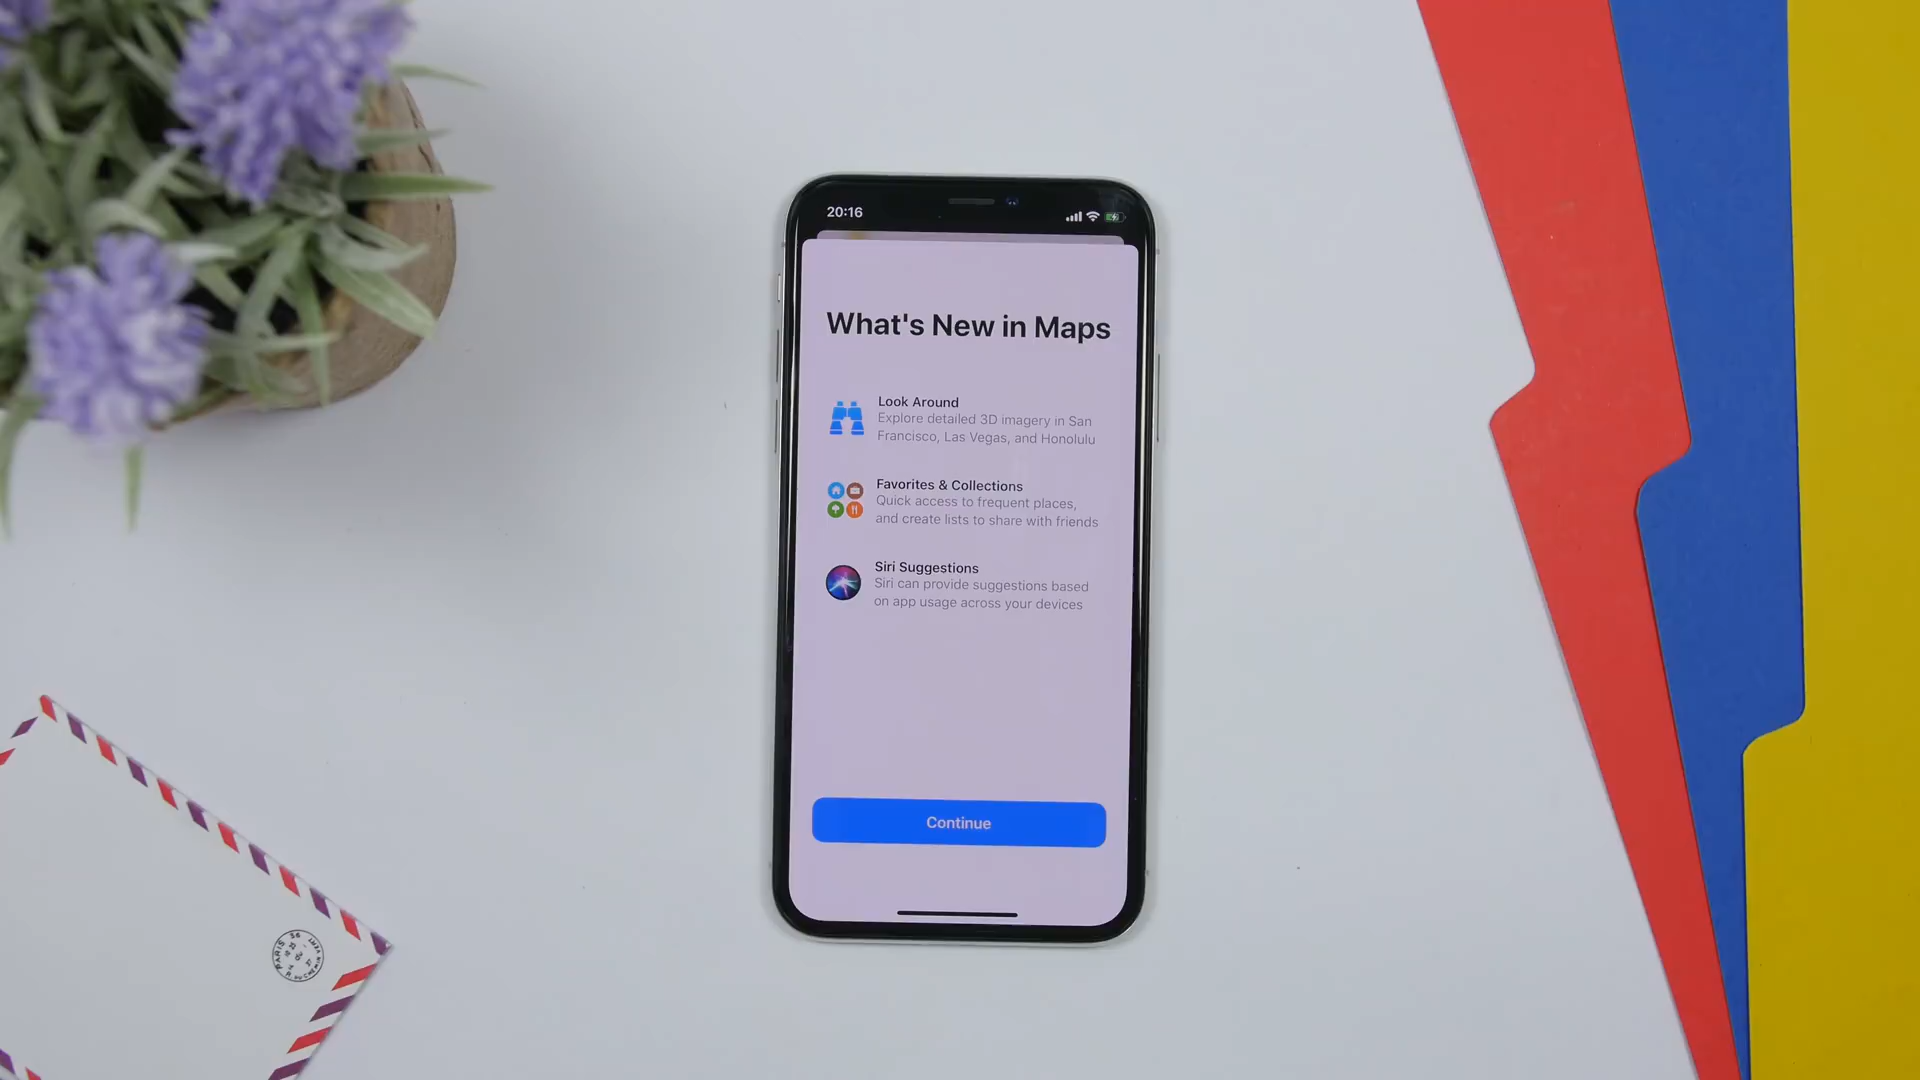 20:16
What's New in Maps
Look Around
Explore detailed 3D imagery in San
Francisco, Las Vegas, and Honolulu
Favorites & Collections
Quick access to frequent places,
and create lists to share with friends
Siri Suggestions
Siri can provide suggestions based
on app usage across your devices
Continue
PARIS